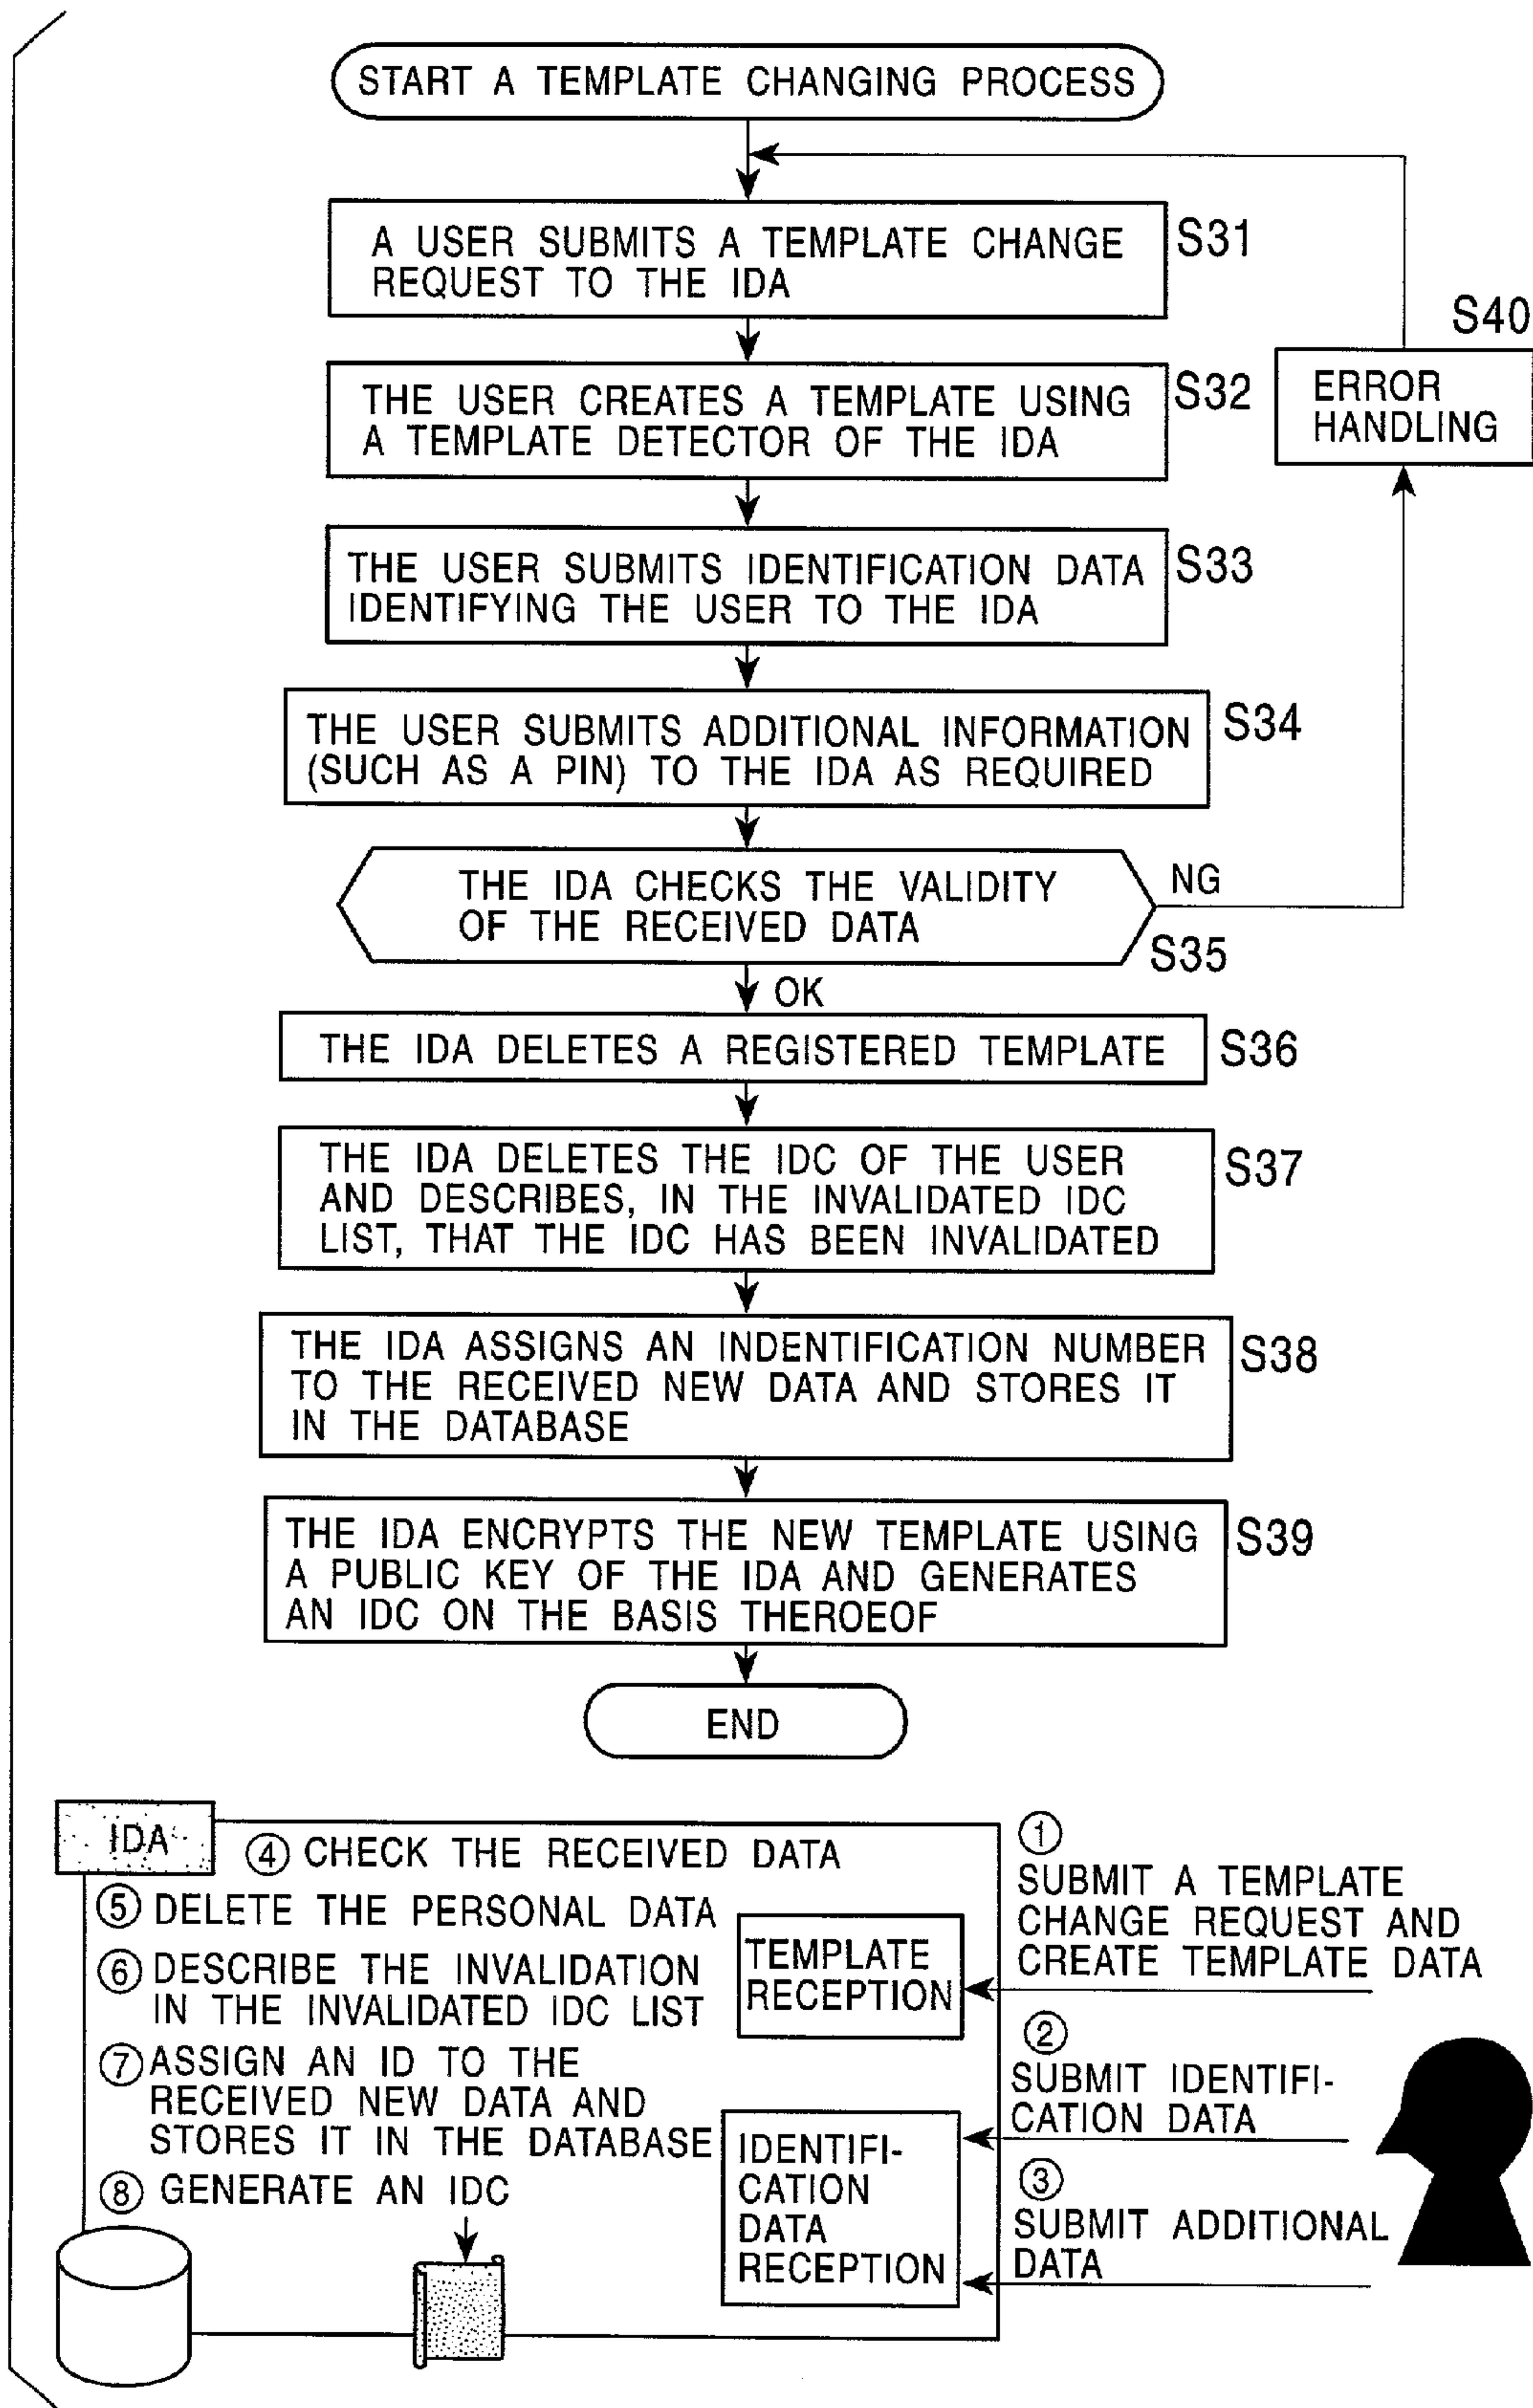 START A TEMPLATE CHANGING PROCESS
A USER SUBMITS A TEMPLATE CHANGE
REQUEST TO THE IDA
S31
S40
ERROR
HANDLING
THE USER CREATES A TEMPLATE USING
A TEMPLATE DETECTOR OF THE IDA
S32
THE USER SUBMITS IDENTIFICATION DATA
IDENTIFYING THE USER TO THE IDA
S33
THE USER SUBMITS ADDITIONAL INFORMATION
(SUCH AS A PIN) TO THE IDA AS REQUIRED
S34
THE IDA CHECKS THE VALIDITY
OF THE RECEIVED DATA
NG
S35
OK
THE IDA DELETES A REGISTERED TEMPLATE
S36
THE IDA DELETES THE IDC OF THE USER
AND DESCRIBES, IN THE INVALIDATED IDC
LIST, THAT THE IDC HAS BEEN INVALIDATED
S37
THE IDA ASSIGNS AN INDENTIFICATION NUMBER
TO THE RECEIVED NEW DATA AND STORES IT
IN THE DATABASE
S38
THE IDA ENCRYPTS THE NEW TEMPLATE USING
A PUBLIC KEY OF THE IDA AND GENERATES
AN IDC ON THE BASIS THEROEOF
S39
END
IDA
④ CHECK THE RECEIVED DATA
⑤ DELETE THE PERSONAL DATA
⑥ DESCRIBE THE INVALIDATION
IN THE INVALIDATED IDC LIST
⑦ ASSIGN AN ID TO THE
RECEIVED NEW DATA AND
STORES IT IN THE DATABASE
⑧ GENERATE AN IDC
TEMPLATE
RECEPTION
IDENTIFI-
CATION
DATA
RECEPTION
①
SUBMIT A TEMPLATE
CHANGE REQUEST AND
CREATE TEMPLATE DATA
②
SUBMIT IDENTIFI-
CATION DATA
③
SUBMIT ADDITIONAL
DATA